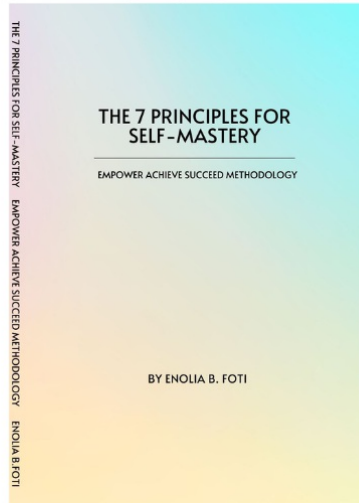 THE 7 PRINCIPLES FOR SELF-MASTERY EMPOWER ACHIEVE SUCCEED METHODOLOGY ENOLIA B.FOTI
THE 7 PRINCIPLES FOR
SELF-MASTERY
EMPOWER ACHIEVE SUCCEED METHODOLOGY
BY ENOLIA B. FOTI